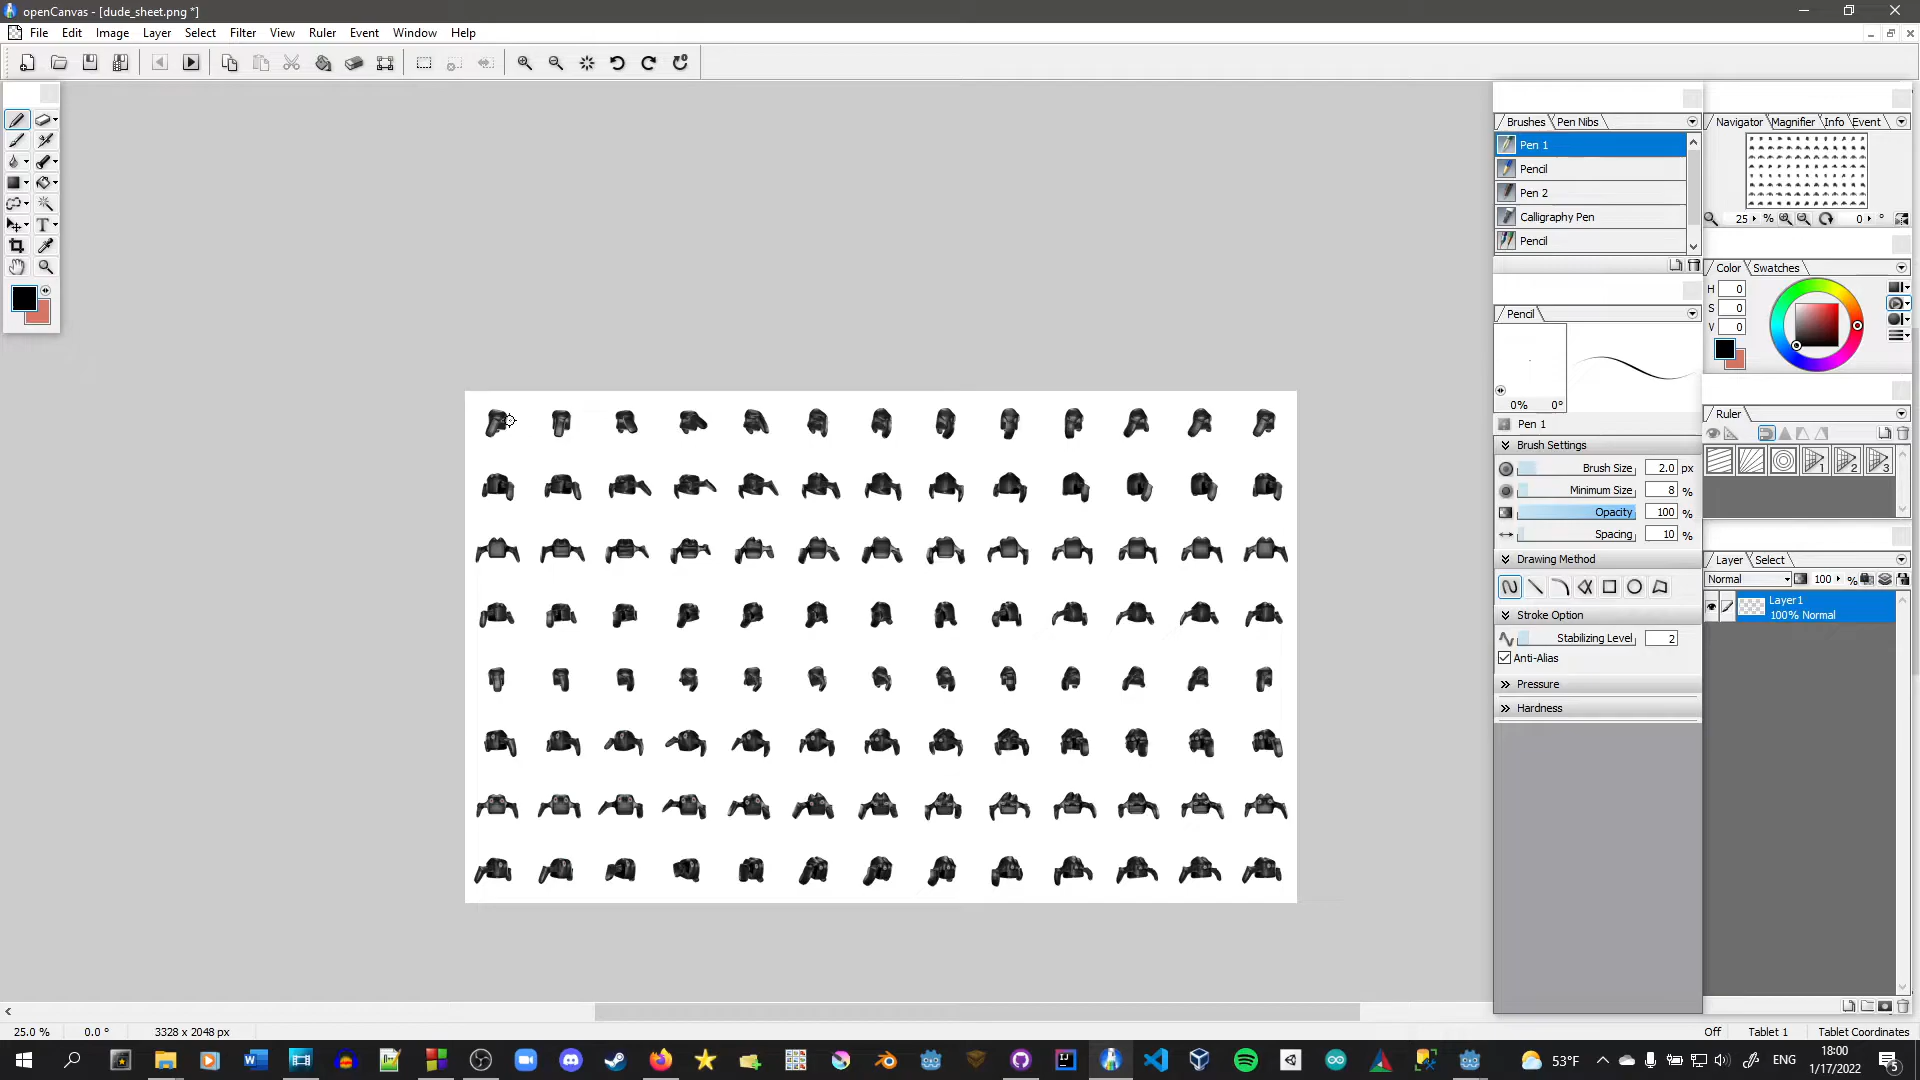 openCanvas - [dude_sheet.png *]
File Edit Image Layer Select Filter View Ruler Event Window Help
Brushes Pen Nibs
Navigator Magnifier Info Event
Pen 1
Pencil
Pen 2
Calligraphy Pen
Pencil
25 % 0 °
Color Swatches
H 0
S 0
V 0
Pencil
0% 0°
Pen 1
Brush Settings
Brush Size 2.0 px
Minimum Size 8 %
Opacity 100 %
Spacing 10 %
Drawing Method
Stroke Option
Stabilizing Level 2
Anti-Alias
Pressure
Hardness
Ruler
1 2 3
Layer Select
Normal 100 %
Layer1
100% Normal
25.0 % 0.0 ° 3328 x 2048 px
Off Tablet 1 Tablet Coordinates
53°F ENG
18:00
1/17/2022
5